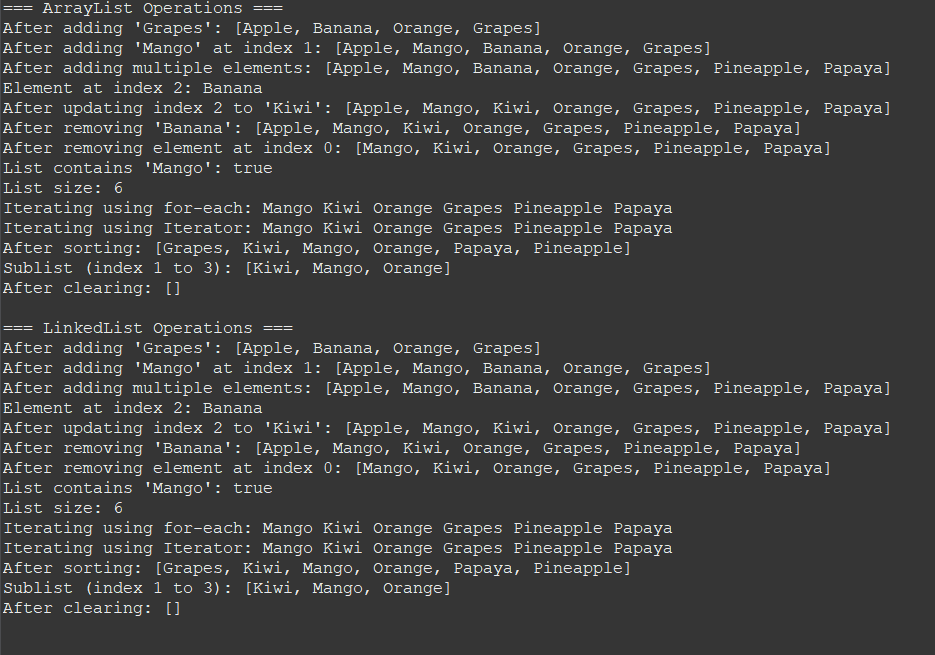 === ArrayList Operations ===
After adding 'Grapes': [Apple, Banana, Orange, Grapes]
After adding 'Mango' at index 1: [Apple, Mango, Banana, Orange, Grapes]
After adding multiple elements: [Apple, Mango, Banana, Orange, Grapes, Pineapple, Papaya]
Element at index 2: Banana
After updating index 2 to 'Kiwi': [Apple, Mango, Kiwi, Orange, Grapes, Pineapple, Papaya]
After removing 'Banana': [Apple, Mango, Kiwi, Orange, Grapes, Pineapple, Papaya]
After removing element at index 0: [Mango, Kiwi, Orange, Grapes, Pineapple, Papaya]
List contains 'Mango': true
List size: 6
Iterating using for-each: Mango Kiwi Orange Grapes Pineapple Papaya
Iterating using Iterator: Mango Kiwi Orange Grapes Pineapple Papaya
After sorting: [Grapes, Kiwi, Mango, Orange, Papaya, Pineapple]
Sublist (index 1 to 3): [Kiwi, Mango, Orange]
After clearing: []

=== LinkedList Operations ===
After adding 'Grapes': [Apple, Banana, Orange, Grapes]
After adding 'Mango' at index 1: [Apple, Mango, Banana, Orange, Grapes]
After adding multiple elements: [Apple, Mango, Banana, Orange, Grapes, Pineapple, Papaya]
Element at index 2: Banana
After updating index 2 to 'Kiwi': [Apple, Mango, Kiwi, Orange, Grapes, Pineapple, Papaya]
After removing 'Banana': [Apple, Mango, Kiwi, Orange, Grapes, Pineapple, Papaya]
After removing element at index 0: [Mango, Kiwi, Orange, Grapes, Pineapple, Papaya]
List contains 'Mango': true
List size: 6
Iterating using for-each: Mango Kiwi Orange Grapes Pineapple Papaya
Iterating using Iterator: Mango Kiwi Orange Grapes Pineapple Papaya
After sorting: [Grapes, Kiwi, Mango, Orange, Papaya, Pineapple]
Sublist (index 1 to 3): [Kiwi, Mango, Orange]
After clearing: []